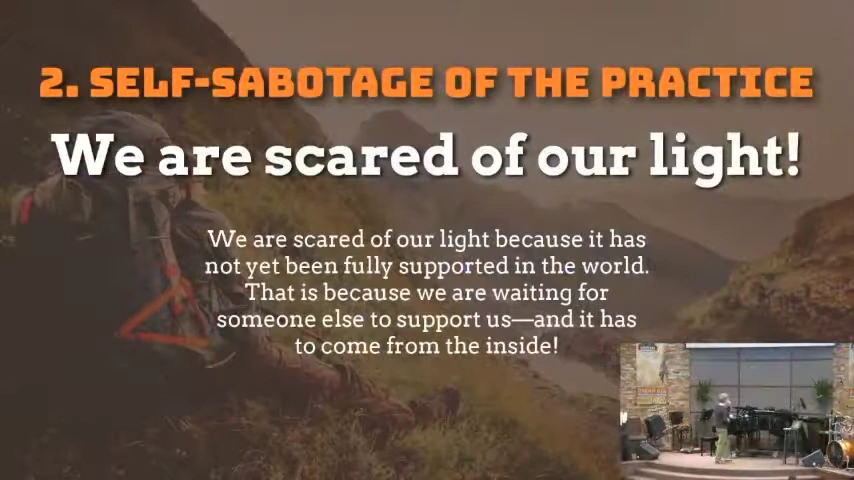 2. SELF-SABOTAGE OF THE PRACTICE
We are scared of our light!
We are scared of our light because it has
not yet been fully supported in the world.
That is because we are waiting for
someone else to support us—and it has
to come from the inside!